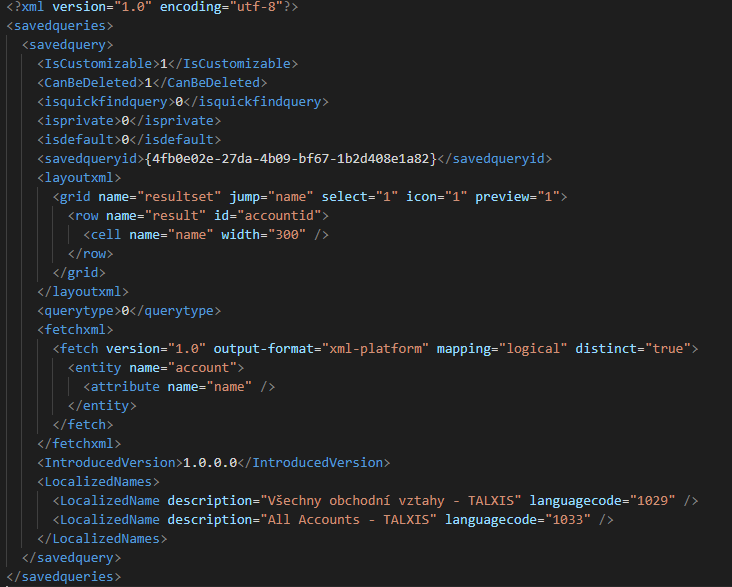 <?xml version="1.0" encoding="utf-8"?>
<savedqueries>
<savedquery>
<IsCustomizable>1</IsCustomizable>
<CanBeDeleted>1</CanBeDeleted>
<isquickfindquery>0</isquickfindquery>
<isprivate>0</isprivate>
<isdefault>0</isdefault>
<savedqueryid>{4fb0e02e-27da-4b09-bf67-1b2d408e1a82}</savedqueryid>
<layoutxml>
<grid name="resultset" jump="name" select="1" icon="1" preview="1">
<row name="result" id="accountid">
<cell name="name" width="300" />
</row>
</grid>
</layoutxml>
<querytype>0</querytype>
<fetchxml>
<fetch version="1.0" output-format="xml-platform" mapping="logical" distinct="true">
<entity name="account">
<attribute name="name" />
</entity>
</fetch>
</fetchxml>
<IntroducedVersion>1.0.0.0</IntroducedVersion>
<LocalizedNames>
<LocalizedName description="Všechny obchodní vztahy - TALXIS" languagecode="1029" />
<LocalizedName description="All Accounts - TALXIS" languagecode="1033" />
</LocalizedNames>
</savedquery>
</savedqueries>